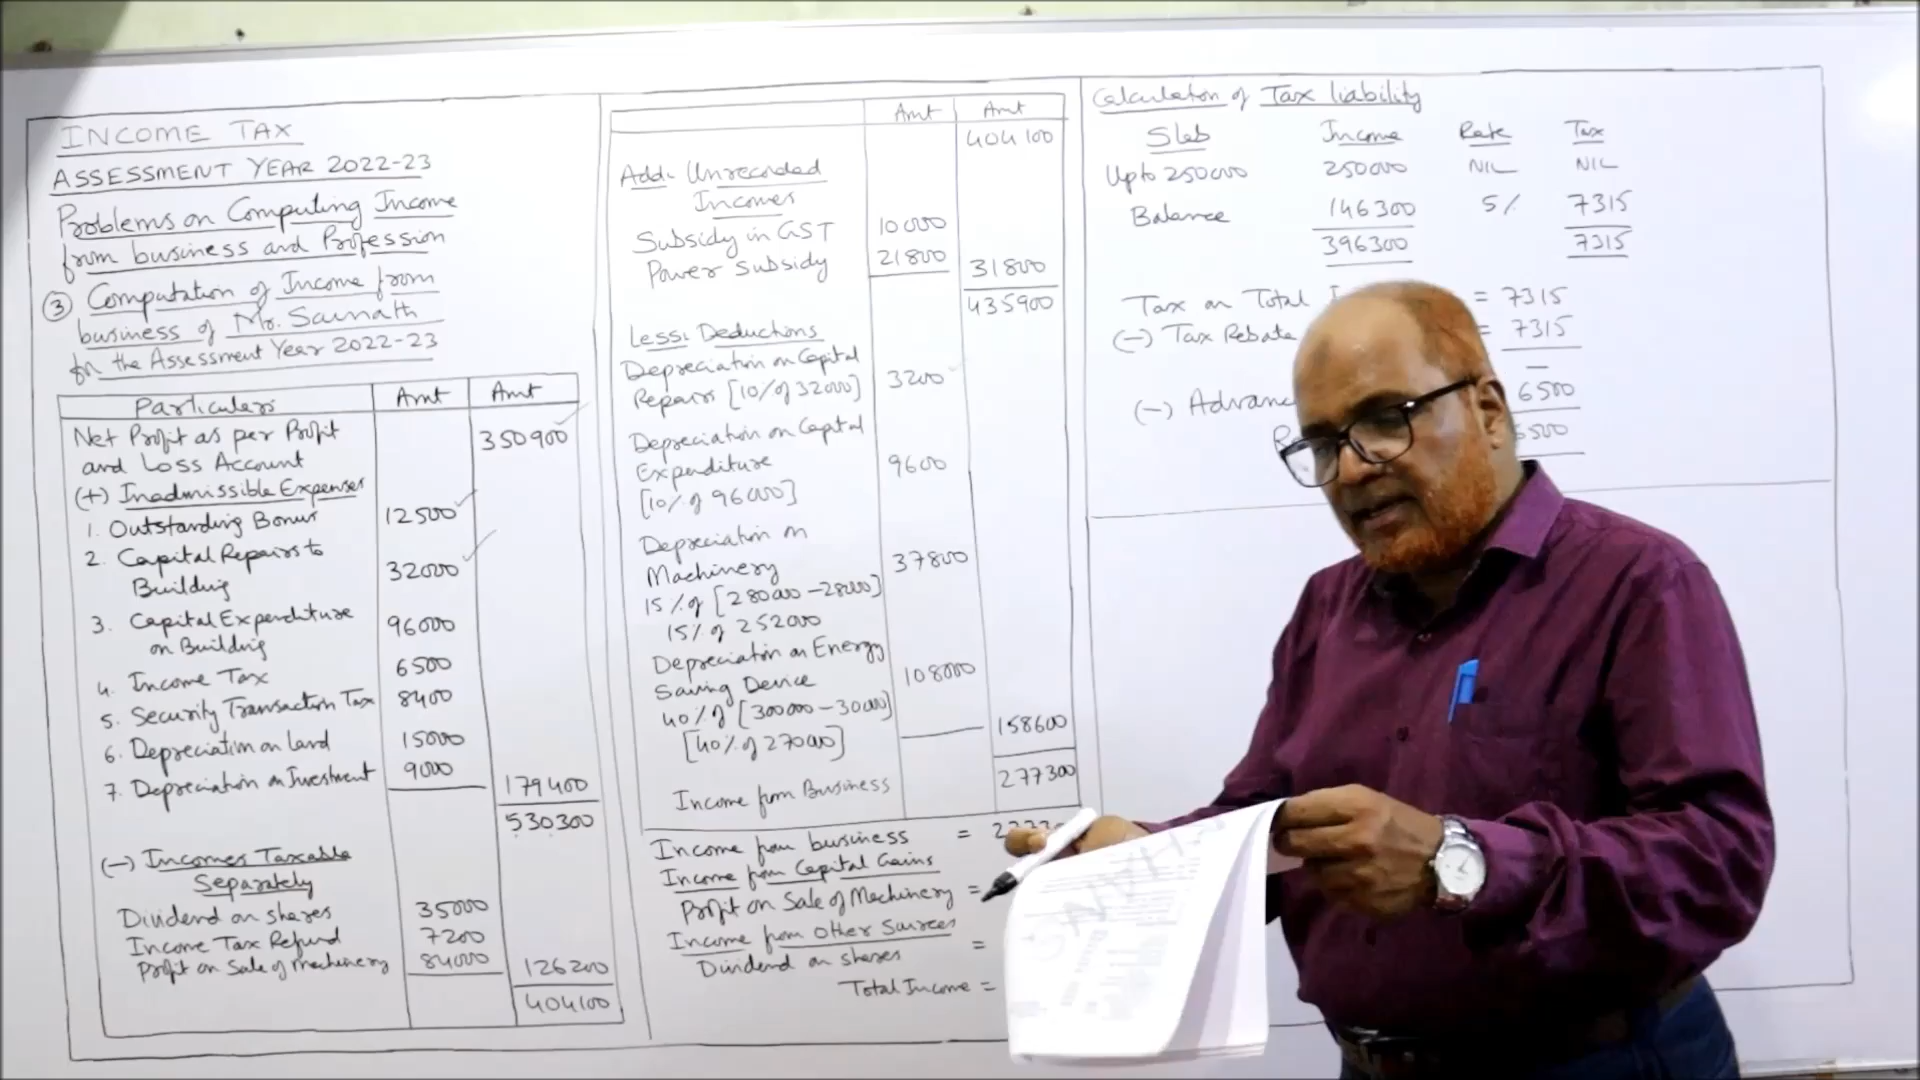 INCOME TAX
ASSESSMENT YEAR 2022-23
Problems on Computing Income
from business and Profession
③ Computation of Income from
business of Mr. Saunath
for the Assessment Year 2022-23
Particulars Amt Amt
Net Profit as per Profit 350900
and Loss Account
(+) Inadmissible Expenses
1. Outstanding Bonus 12500
2. Capital Repairs to
Building 32000
3. Capital Expenditure
on Building 96000
4. Income Tax 6500
5. Security Transaction Tax 8400
6. Depreciation on Land 15000
7. Depreciation on Investment 9000 179400
530300
(-) Incomes Taxable
Separately
Dividend on shares 35000
Income Tax Refund 7200
Profit on Sale of Machinery 84000 126200
404100
Amt Amt
404100
Add: Unrecorded
Incomes
Subsidy in GST 10000
Power Subsidy 21800 31800
435900
Less: Deductions
Depreciation on Capital
Repairs [10% of 32000] 3200
Depreciation on Capital
Expenditure 9600
[10% of 96000]
Depreciation on
Machinery 37800
15% of [280000-28000]
15% of 252000
Depreciation on Energy
Saving Device 108000
40% of [300000-30000]
[40% of 270000] 158600
Income from Business 277300
Income from business =
Income from Capital Gains
Profit on Sale of Machinery =
Income from Other Sources
Dividend on shares =
Total Income =
Calculation of Tax liability
Slab Income Rate Tax
Upto 250000 250000 NIL NIL
Balance 146300 5% 7315
396300 7315
Tax on Total = 7315
(-) Tax Rebate = 7315
—
(-) 6500
6500